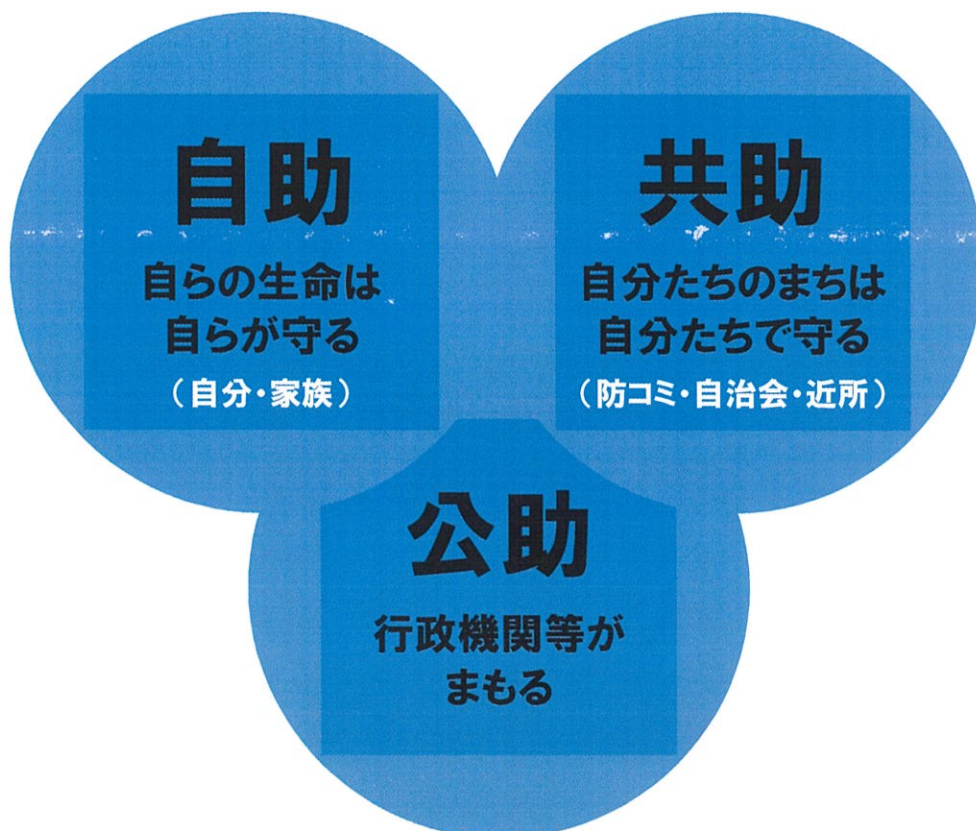 自助
自らの生命は
自らが守る
（自分・家族）
共助
自分たちのまちは
自分たちで守る
（防コミ・自治会・近所）
公助
行政機関等が
まもる